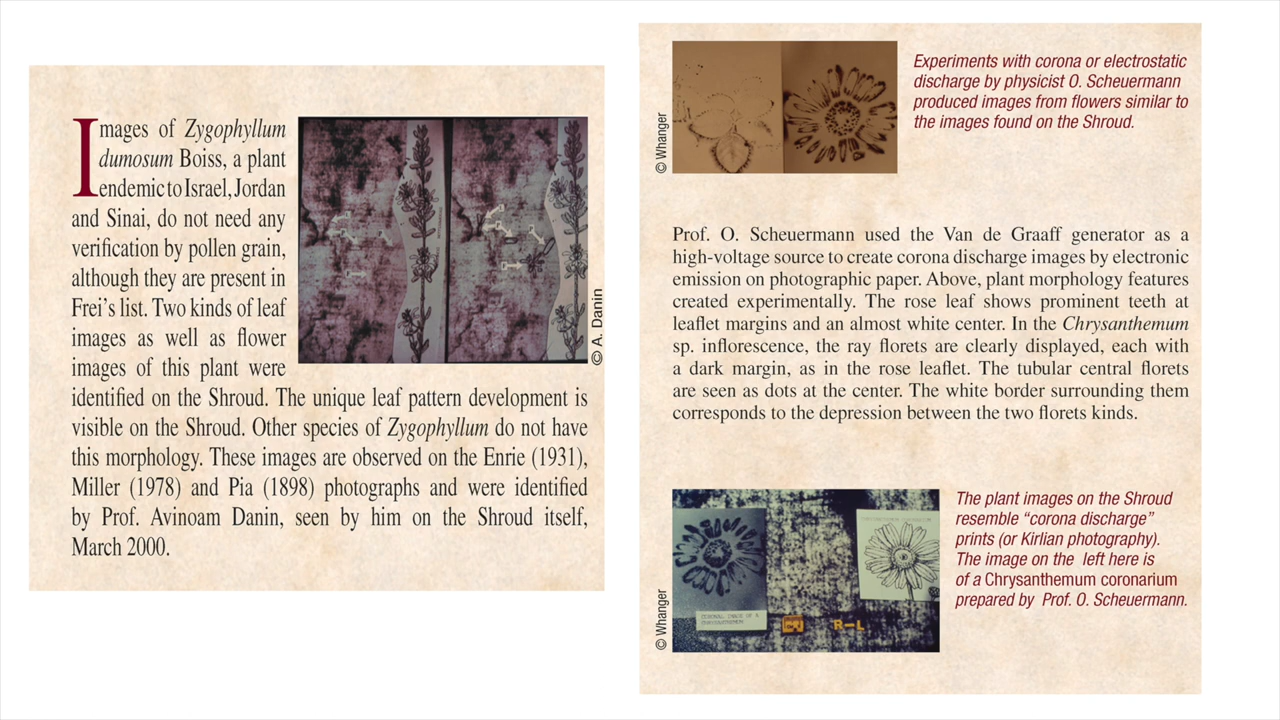 Images of Zygophyllum
dumosum Boiss, a plant
endemic to Israel, Jordan
and Sinai, do not need any
verification by pollen grain,
although they are present in
Frei's list. Two kinds of leaf
images as well as flower
images of this plant were
identified on the Shroud. The unique leaf pattern development is
visible on the Shroud. Other species of Zygophyllum do not have
this morphology. These images are observed on the Enrie (1931),
Miller (1978) and Pia (1898) photographs and were identified
by Prof. Avinoam Danin, seen by him on the Shroud itself,
March 2000.
© A. Danin
© Whanger
Experiments with corona or electrostatic
discharge by physicist O. Scheuermann
produced images from flowers similar to
the images found on the Shroud.
Prof. O. Scheuermann used the Van de Graaff generator as a
high-voltage source to create corona discharge images by electronic
emission on photographic paper. Above, plant morphology features
created experimentally. The rose leaf shows prominent teeth at
leaflet margins and an almost white center. In the Chrysanthemum
sp. inflorescence, the ray florets are clearly displayed, each with
a dark margin, as in the rose leaflet. The tubular central florets
are seen as dots at the center. The white border surrounding them
corresponds to the depression between the two florets kinds.
CORONAL IMAGE OF A
CHRYSANTHEMUM
R-L
© Whanger
The plant images on the Shroud
resemble “corona discharge”
prints (or Kirlian photography).
The image on the left here is
of a Chrysanthemum coronarium
prepared by Prof. O. Scheuermann.